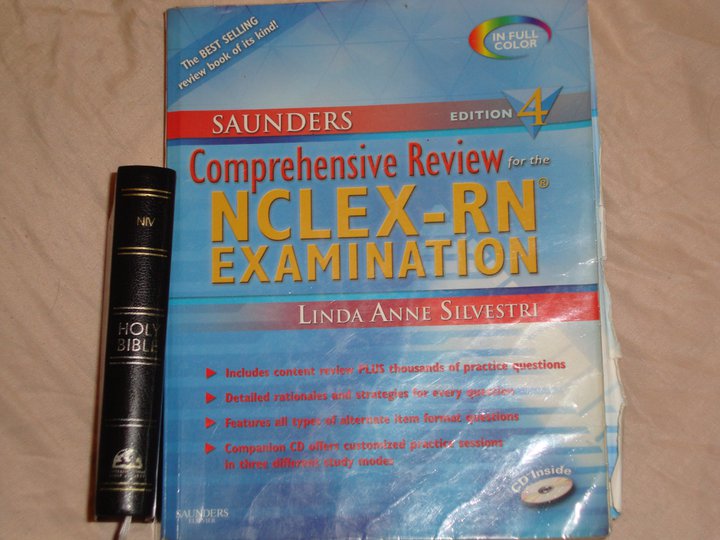 The BEST SELLING
review book of its kind!
IN FULL
COLOR
SAUNDERS
EDITION 4
Comprehensive Review for the
NCLEX-RN®
EXAMINATION
LINDA ANNE SILVESTRI
Includes content review PLUS thousands of practice questions
Detailed rationales and strategies for every question
Features all types of alternate item format questions
Companion CD offers customized practice sessions
in three different study modes
CD Inside
SAUNDERS
ELSEVIER
NIV
HOLY
BIBLE